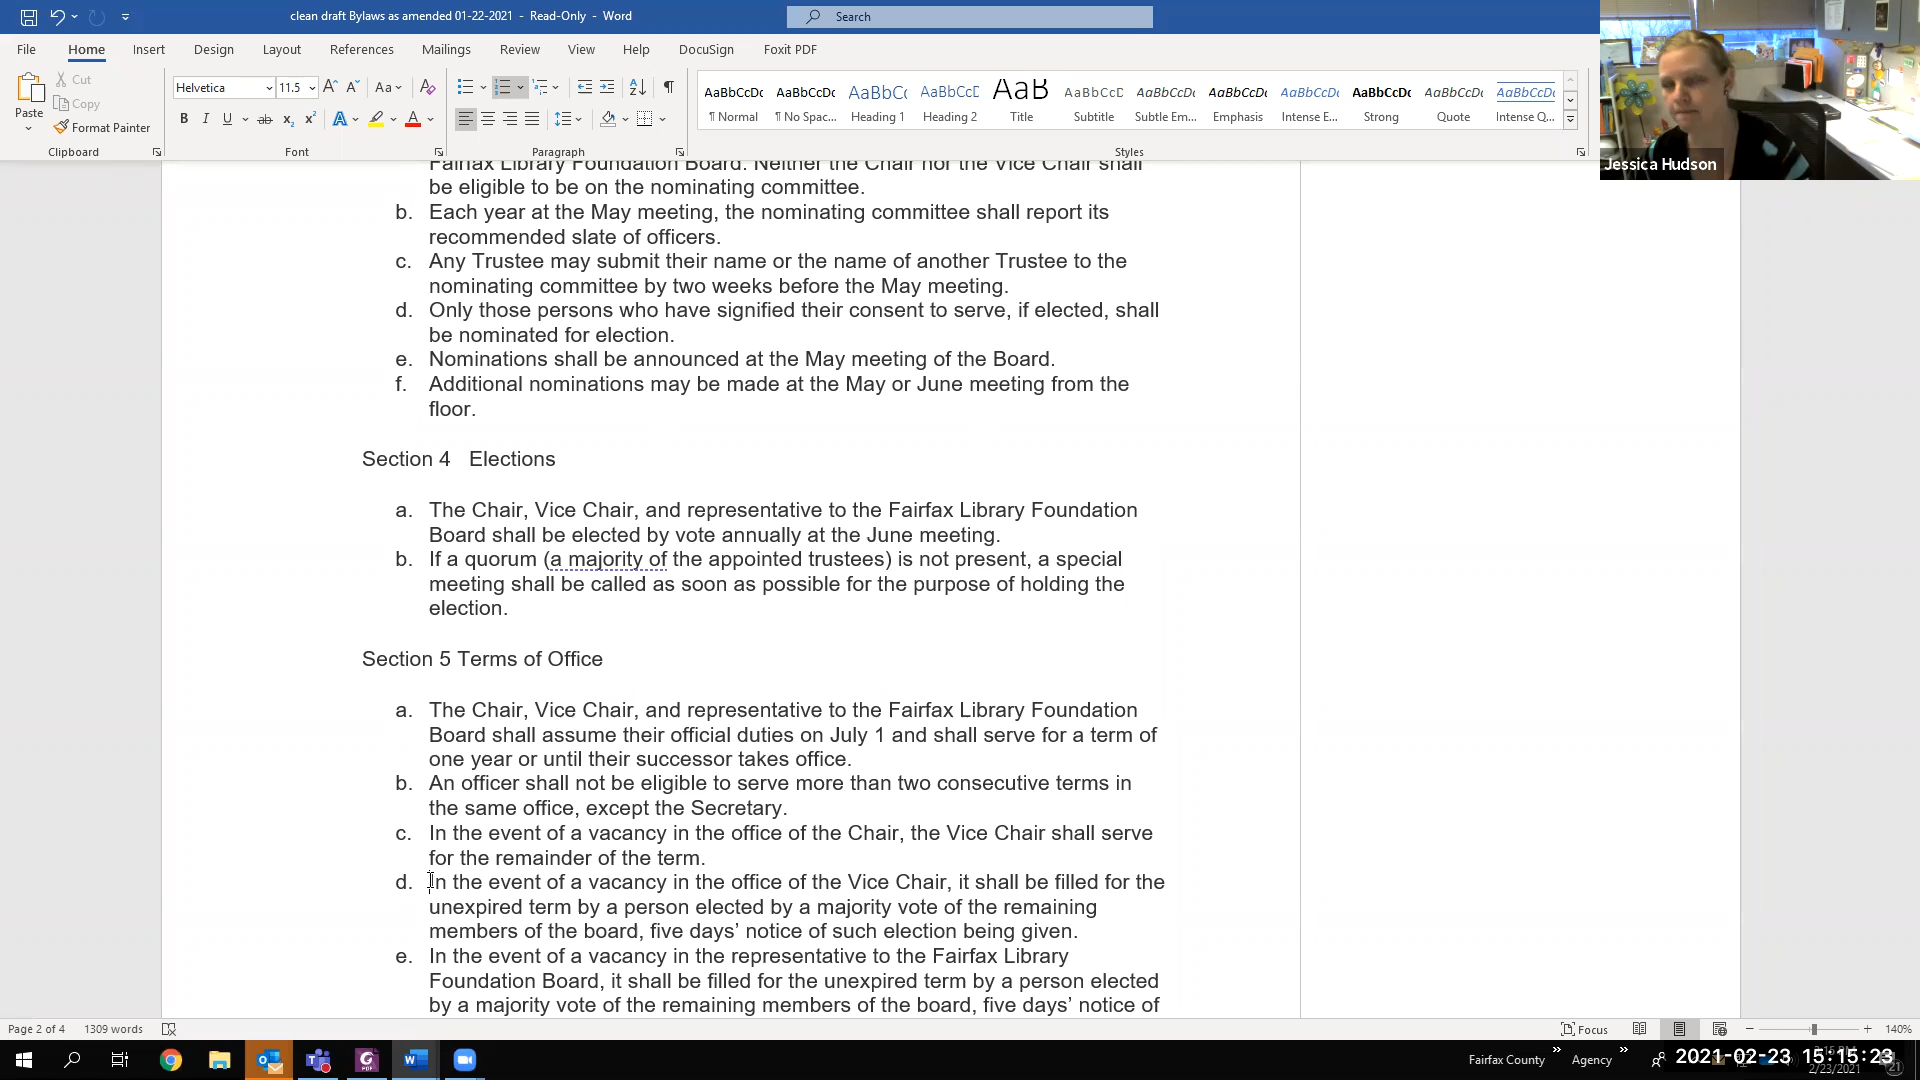 clean draft Bylaws as amended 01-22-2021 - Read-Only - Word
Search
File Home Insert Design Layout References Mailings Review View Help DocuSign Foxit PDF
Paste
Cut
Copy
Format Painter
Clipboard
Helvetica 11.5
Font
Paragraph
AaBbCcDc AaBbCcDc AaBbCc AaBbCcD AaB AaBbCcD AaBbCcDc AaBbCcDc AaBbCcDc AaBbCcDc AaBbCcDc AaBbCcDc
¶ Normal ¶ No Spac... Heading 1 Heading 2 Title Subtitle Subtle Em... Emphasis Intense E... Strong Quote Intense Q...
Styles
Jessica Hudson
Fairfax Library Foundation Board. Neither the Chair nor the Vice Chair shall
be eligible to be on the nominating committee.
b. Each year at the May meeting, the nominating committee shall report its
recommended slate of officers.
c. Any Trustee may submit their name or the name of another Trustee to the
nominating committee by two weeks before the May meeting.
d. Only those persons who have signified their consent to serve, if elected, shall
be nominated for election.
e. Nominations shall be announced at the May meeting of the Board.
f. Additional nominations may be made at the May or June meeting from the
floor.
Section 4 Elections
a. The Chair, Vice Chair, and representative to the Fairfax Library Foundation
Board shall be elected by vote annually at the June meeting.
b. If a quorum (a majority of the appointed trustees) is not present, a special
meeting shall be called as soon as possible for the purpose of holding the
election.
Section 5 Terms of Office
a. The Chair, Vice Chair, and representative to the Fairfax Library Foundation
Board shall assume their official duties on July 1 and shall serve for a term of
one year or until their successor takes office.
b. An officer shall not be eligible to serve more than two consecutive terms in
the same office, except the Secretary.
c. In the event of a vacancy in the office of the Chair, the Vice Chair shall serve
for the remainder of the term.
d. In the event of a vacancy in the office of the Vice Chair, it shall be filled for the
unexpired term by a person elected by a majority vote of the remaining
members of the board, five days’ notice of such election being given.
e. In the event of a vacancy in the representative to the Fairfax Library
Foundation Board, it shall be filled for the unexpired term by a person elected
by a majority vote of the remaining members of the board, five days’ notice of
Page 2 of 4 1309 words
Focus
140%
Fairfax County
Agency
2021-02-23 15:15:23
2/23/2021